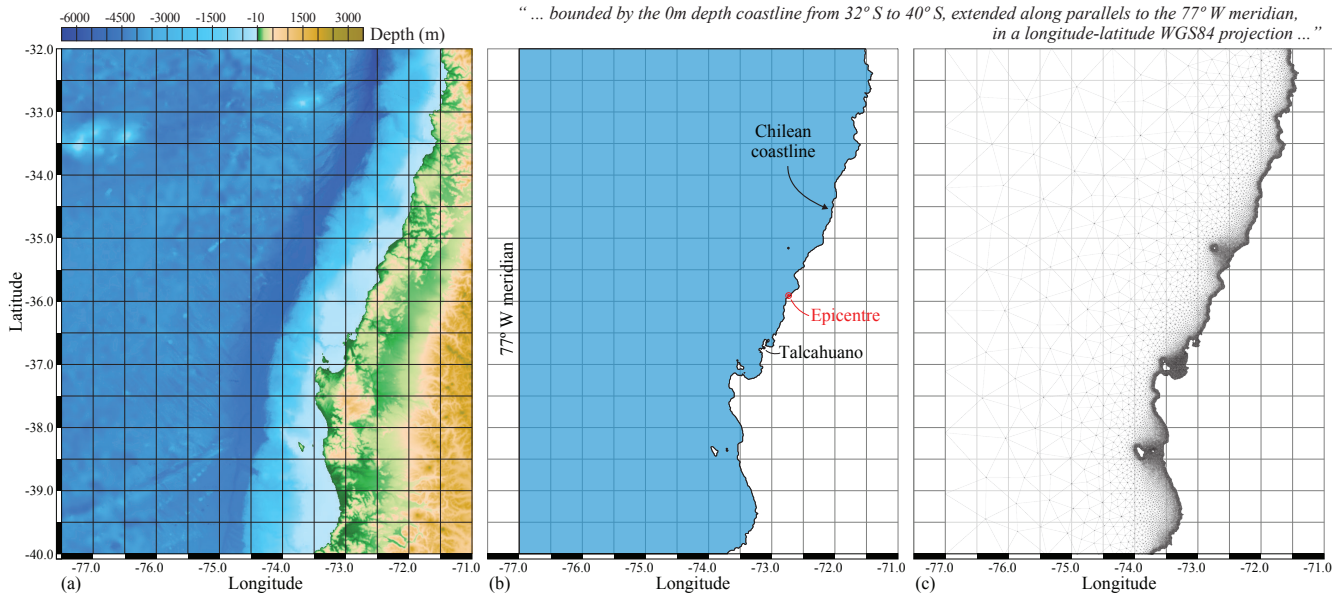 “ ... bounded by the 0m depth coastline from 32º S to 40º S, extended along parallels to the 77º W meridian,
in a longitude-latitude WGS84 projection ...”
-6000 -4500 -3000 -1500 -10 1500 3500
Depth (m)
-32.0
-33.0
-34.0
-35.0
-36.0
-37.0
-38.0
-39.0
-40.0
Latitude
-77.0 -76.0 -75.0 -74.0 -73.0 -72.0 -71.0
(a)
Longitude
77º W meridian
Chilean
coastline
Epicentre
Talcahuano
-77.0 -76.0 -75.0 -74.0 -73.0 -72.0 -71.0
(b)
Longitude
-77.0 -76.0 -75.0 -74.0 -73.0 -72.0 -71.0
(c)
Longitude